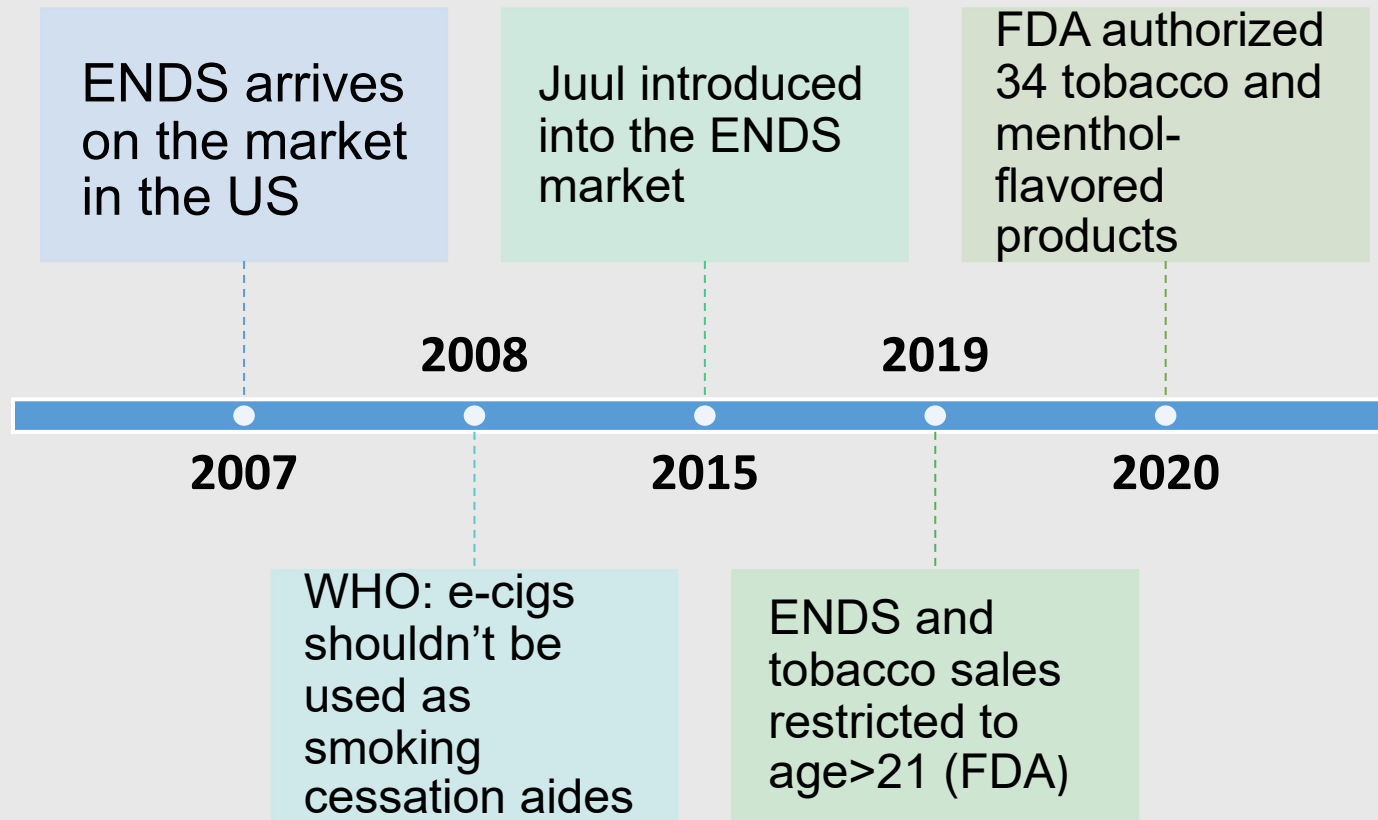 ENDS arrives
on the market
in the US
Juul introduced
into the ENDS
market
FDA authorized
34 tobacco and
menthol-
flavored
products
2008
2019
2007
2015
2020
WHO: e-cigs
shouldn’t be
used as
smoking
cessation aides
ENDS and
tobacco sales
restricted to
age>21 (FDA)